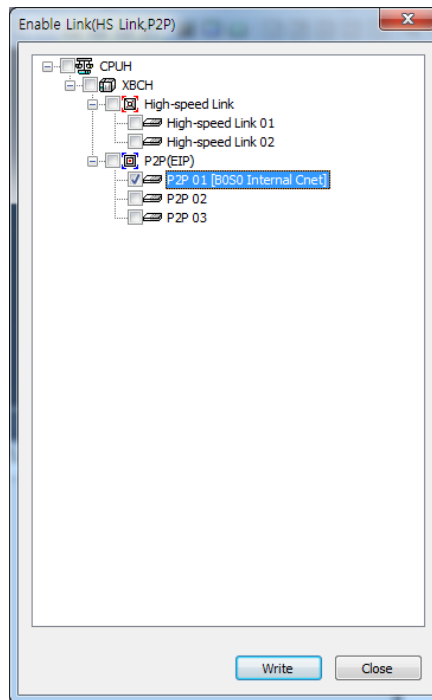 Enable Link(HS Link,P2P)
CPUH
XBCH
High-speed Link
High-speed Link 01
High-speed Link 02
P2P(EIP)
P2P 01 [B0S0 Internal Cnet]
P2P 02
P2P 03
Write
Close